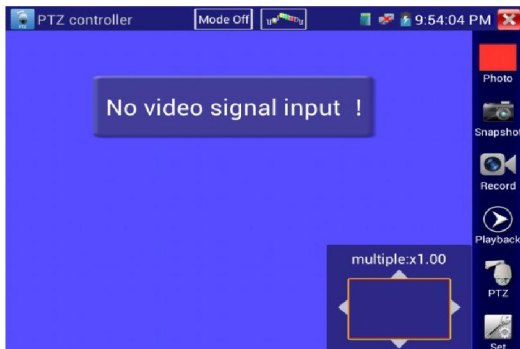 PTZ controller
Mode Off
9:54:04 PM
No video signal input !
Photo
Snapshot
Record
Playback
multiple:x1.00
PTZ
Set